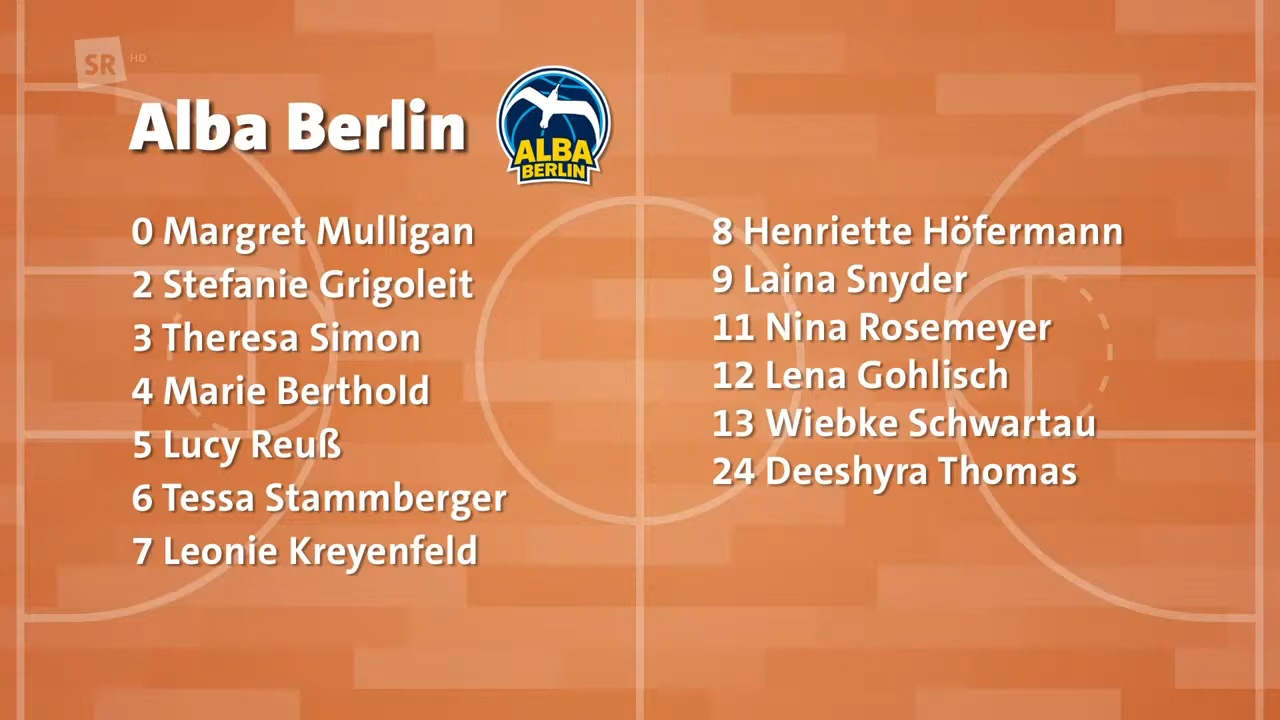 SR HD
Alba Berlin
ALBA
BERLIN
0 Margret Mulligan
2 Stefanie Grigoleit
3 Theresa Simon
4 Marie Berthold
5 Lucy Reuß
6 Tessa Stammberger
7 Leonie Kreyenfeld
8 Henriette Höfermann
9 Laina Snyder
11 Nina Rosemeyer
12 Lena Gohlisch
13 Wiebke Schwartau
24 Deeshyra Thomas